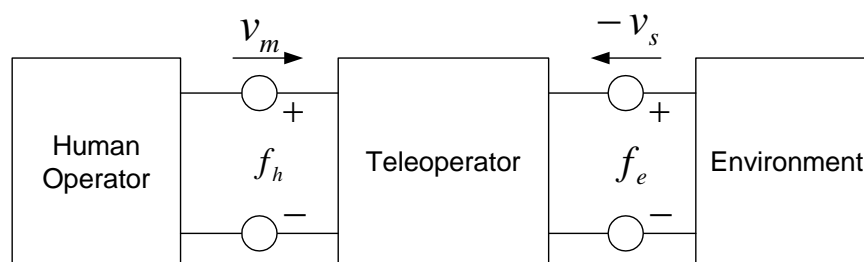 v_m
-v_s
+
+
Human
Operator
f_h
Teleoperator
f_e
Environment
−
−